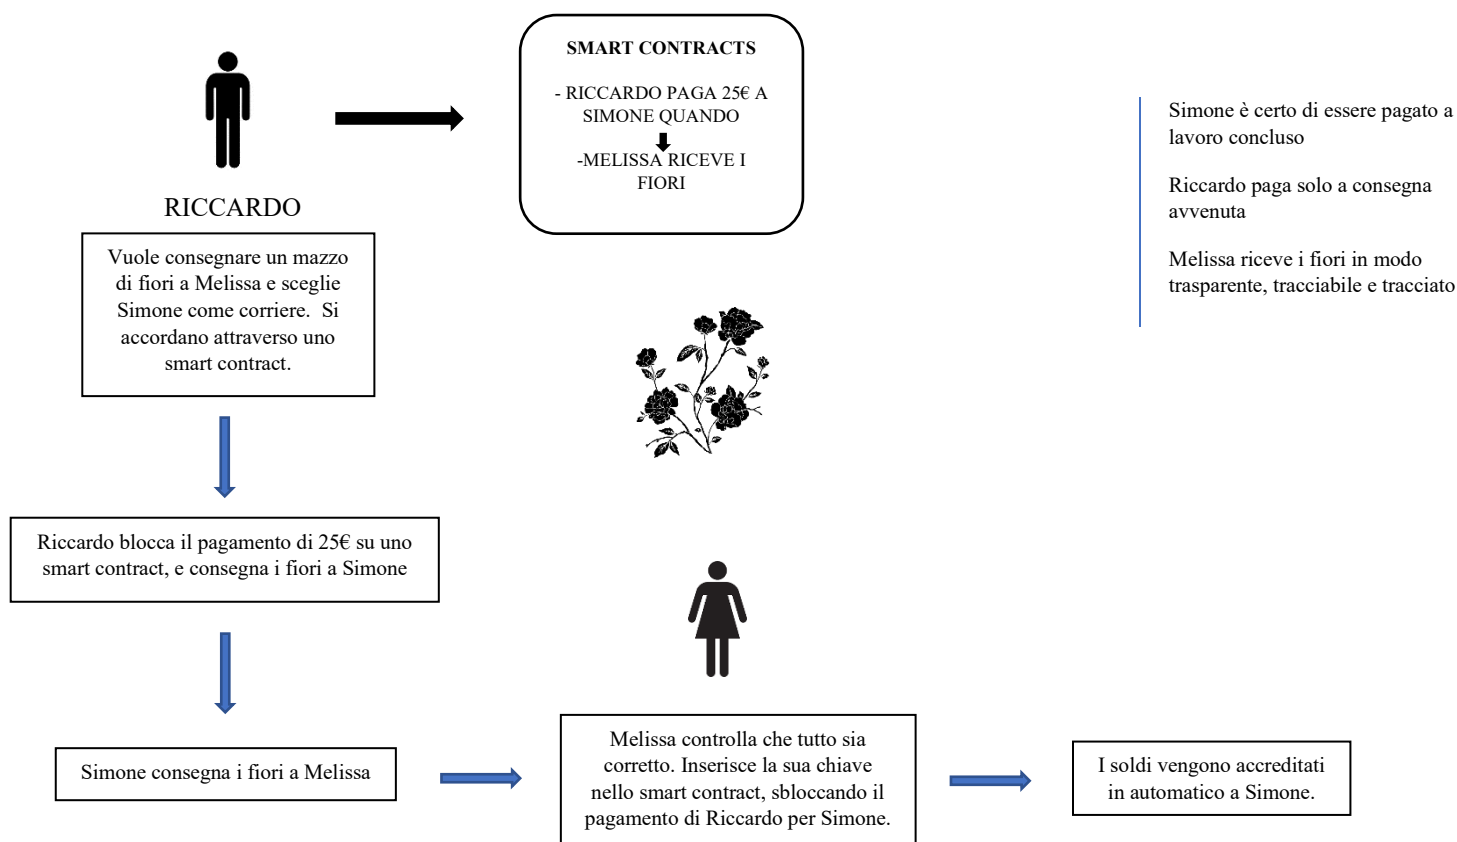 SMART CONTRACTS
- RICCARDO PAGA 25€ A
SIMONE QUANDO
-MELISSA RICEVE I
FIORI
Simone è certo di essere pagato a
lavoro concluso
Riccardo paga solo a consegna
avvenuta
Melissa riceve i fiori in modo
trasparente, tracciabile e tracciato
RICCARDO
Vuole consegnare un mazzo
di fiori a Melissa e sceglie
Simone come corriere. Si
accordano attraverso uno
smart contract.
Riccardo blocca il pagamento di 25€ su uno
smart contract, e consegna i fiori a Simone
Simone consegna i fiori a Melissa
Melissa controlla che tutto sia
corretto. Inserisce la sua chiave
nello smart contract, sbloccando il
pagamento di Riccardo per Simone.
I soldi vengono accreditati
in automatico a Simone.